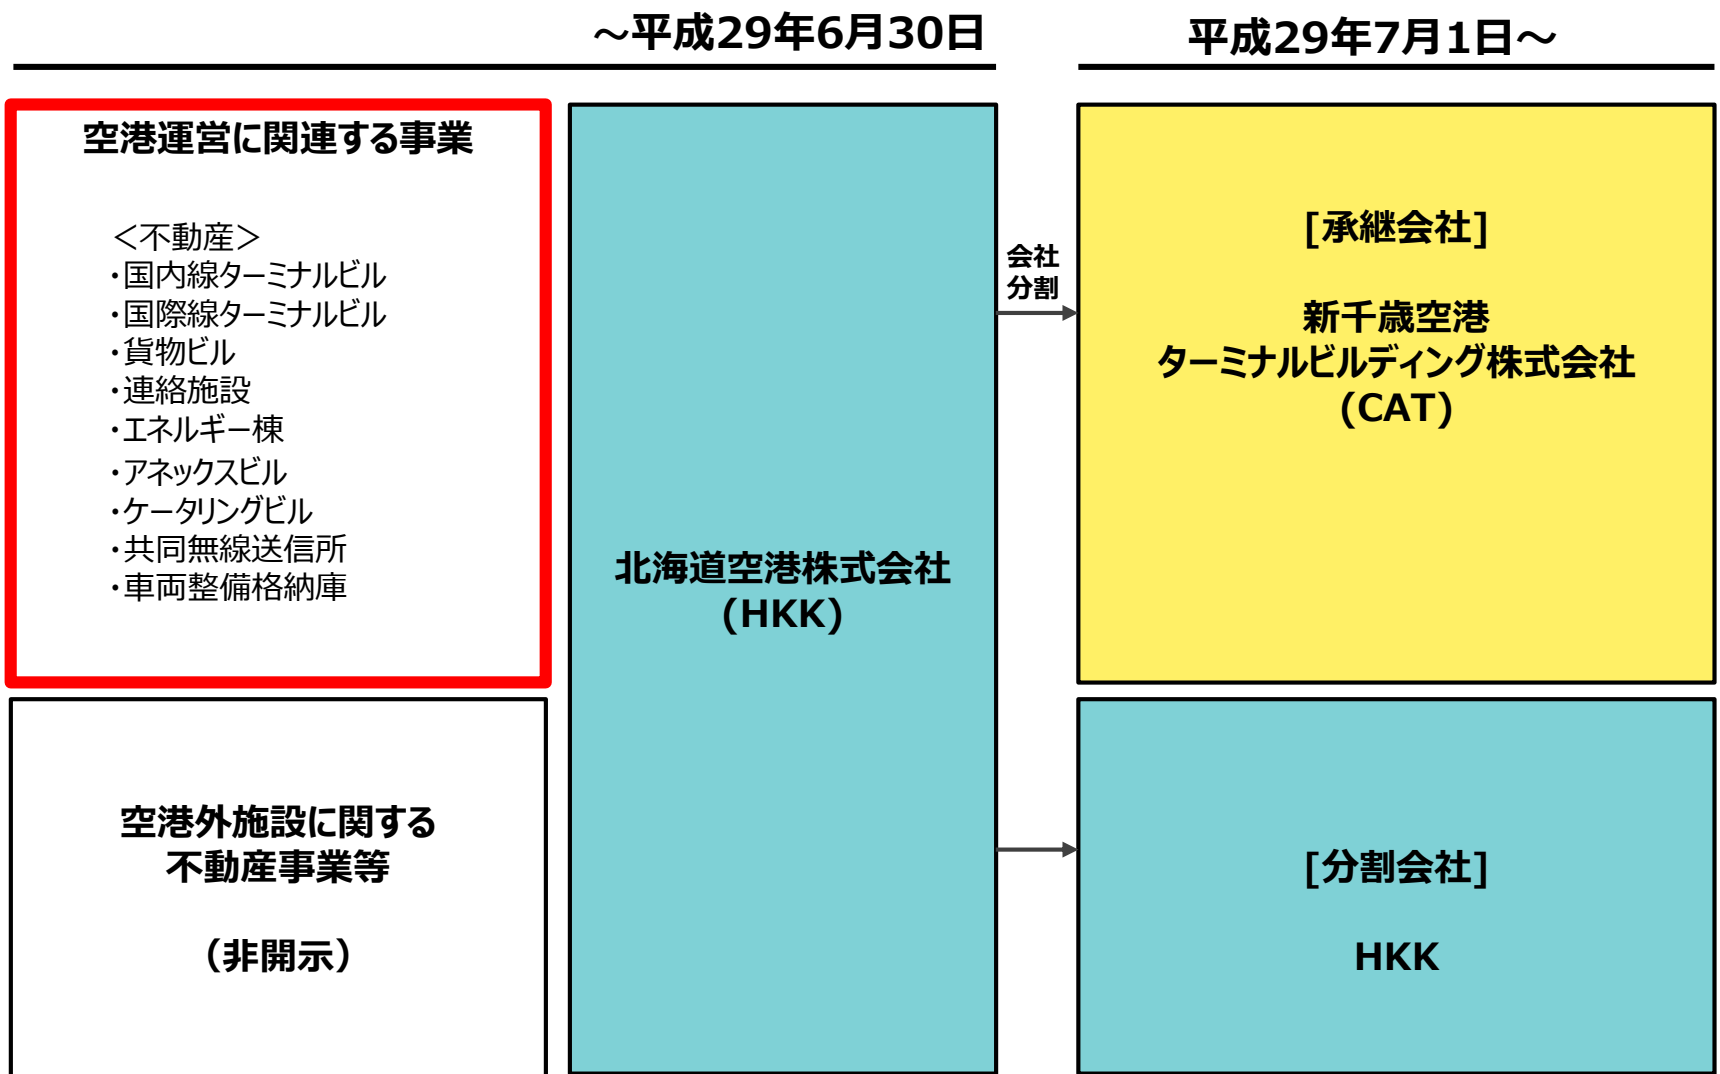 ～平成29年6月30日
平成29年7月1日～
空港運営に関連する事業
＜不動産＞
・国内線ターミナルビル
・国際線ターミナルビル
・貨物ビル
・連絡施設
・エネルギー棟
・アネックスビル
・ケータリングビル
・共同無線送信所
・車両整備格納庫
空港外施設に関する
不動産事業等
（非開示）
北海道空港株式会社
(HKK)
会社
分割
[承継会社]
新千歳空港
ターミナルビルディング株式会社
(CAT)
[分割会社]
HKK